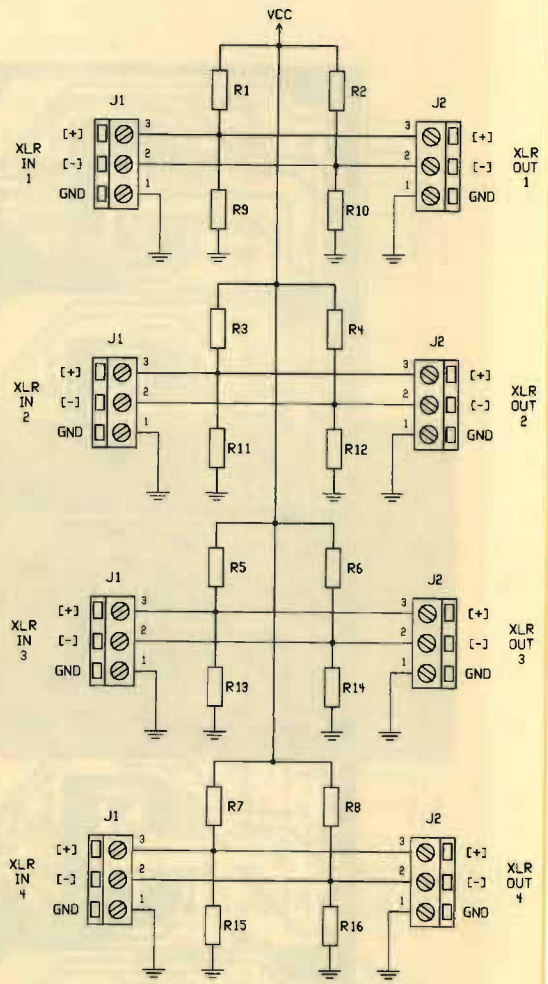 VCC
R1 R2
J1 J2
3 3
[+] [+]
XLR IN 1
2 2
[-] [-]
XLR OUT 1
1 1
GND GND
R9 R10
R3 R4
J1 J2
3 3
[+] [+]
XLR IN 2
2 2
[-] [-]
XLR OUT 2
1 1
GND GND
R11 R12
R5 R6
J1 J2
3 3
[+] [+]
XLR IN 3
2 2
[-] [-]
XLR OUT 3
1 1
GND GND
R13 R14
R7 R8
J1 J2
3 3
[+] [+]
XLR IN 4
2 2
[-] [-]
XLR OUT 4
1 1
GND GND
R15 R16